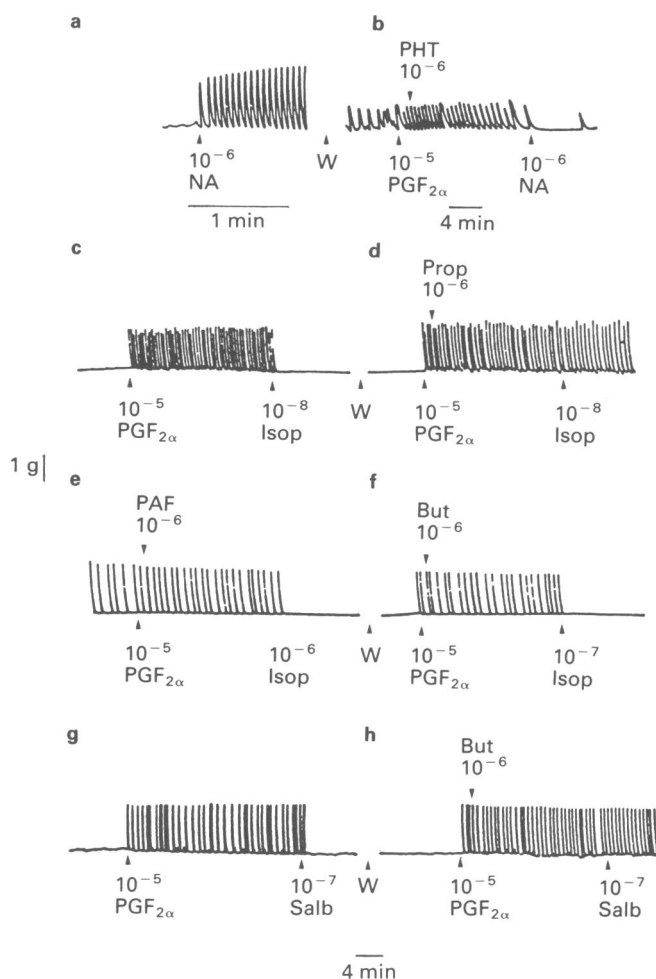 a
b
PHT
10⁻⁶
10⁻⁶
NA
W
10⁻⁵
PGF₂α
10⁻⁶
NA
1 min
4 min
c
d
Prop
10⁻⁶
10⁻⁵
PGF₂α
10⁻⁸
Isop
W
10⁻⁵
PGF₂α
10⁻⁸
Isop
1 g
e
f
PAF
10⁻⁶
But
10⁻⁶
10⁻⁵
PGF₂α
10⁻⁶
Isop
W
10⁻⁵
PGF₂α
10⁻⁷
Isop
g
h
But
10⁻⁶
10⁻⁵
PGF₂α
10⁻⁷
Salb
W
10⁻⁵
PGF₂α
10⁻⁷
Salb
4 min